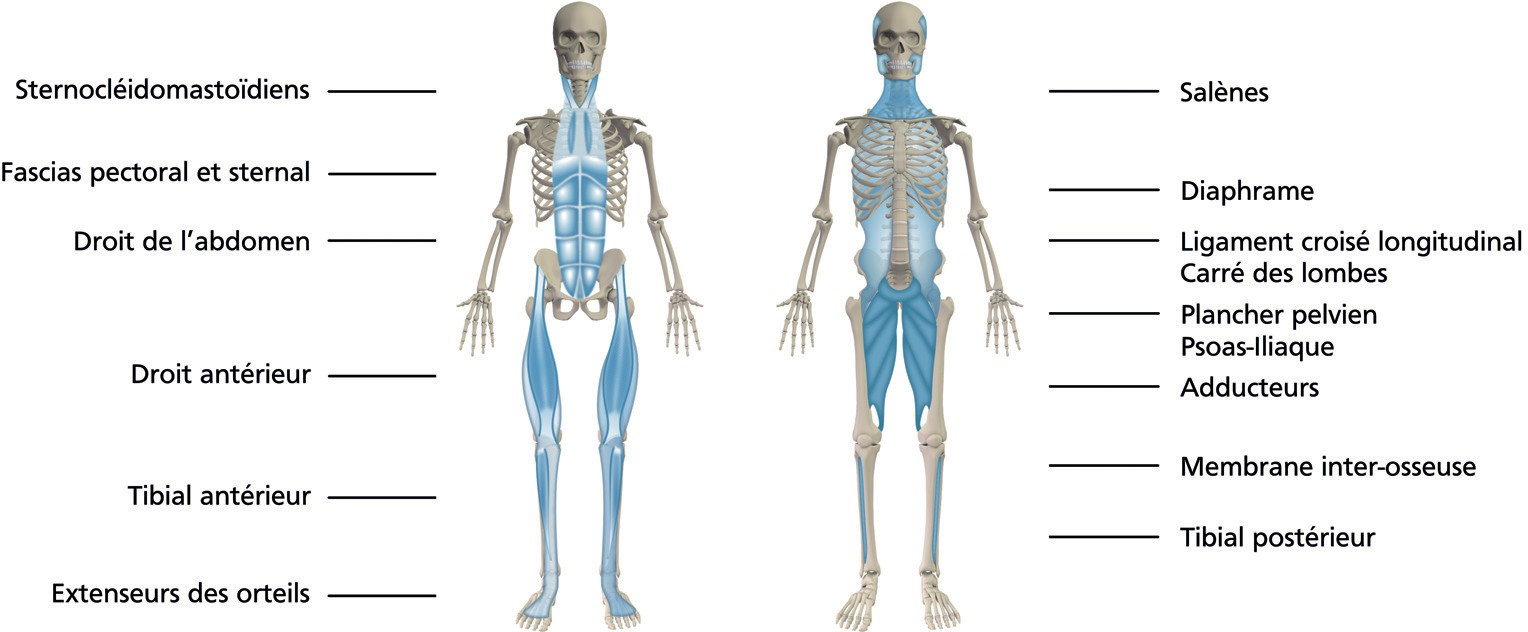 Sternocléidomastoïdiens
Fascias pectoral et sternal
Droit de l’abdomen
Droit antérieur
Tibial antérieur
Extenseurs des orteils
Salènes
Diaphrame
Ligament croisé longitudinal
Carré des lombes
Plancher pelvien
Psoas-Iliaque
Adducteurs
Membrane inter-osseuse
Tibial postérieur